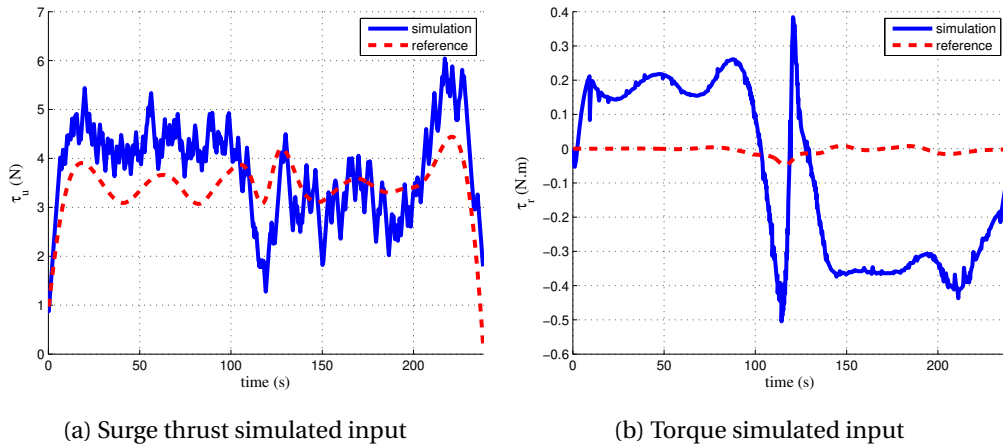 7
6
5
4
3
2
1
0
0
50
100
150
200
time (s)
τu (N)
simulation
reference
(a) Surge thrust simulated input
0.4
0.3
0.2
0.1
0
−0.1
−0.2
−0.3
−0.4
−0.5
−0.6
0
50
100
150
200
time (s)
τr (N.m)
simulation
reference
(b) Torque simulated input